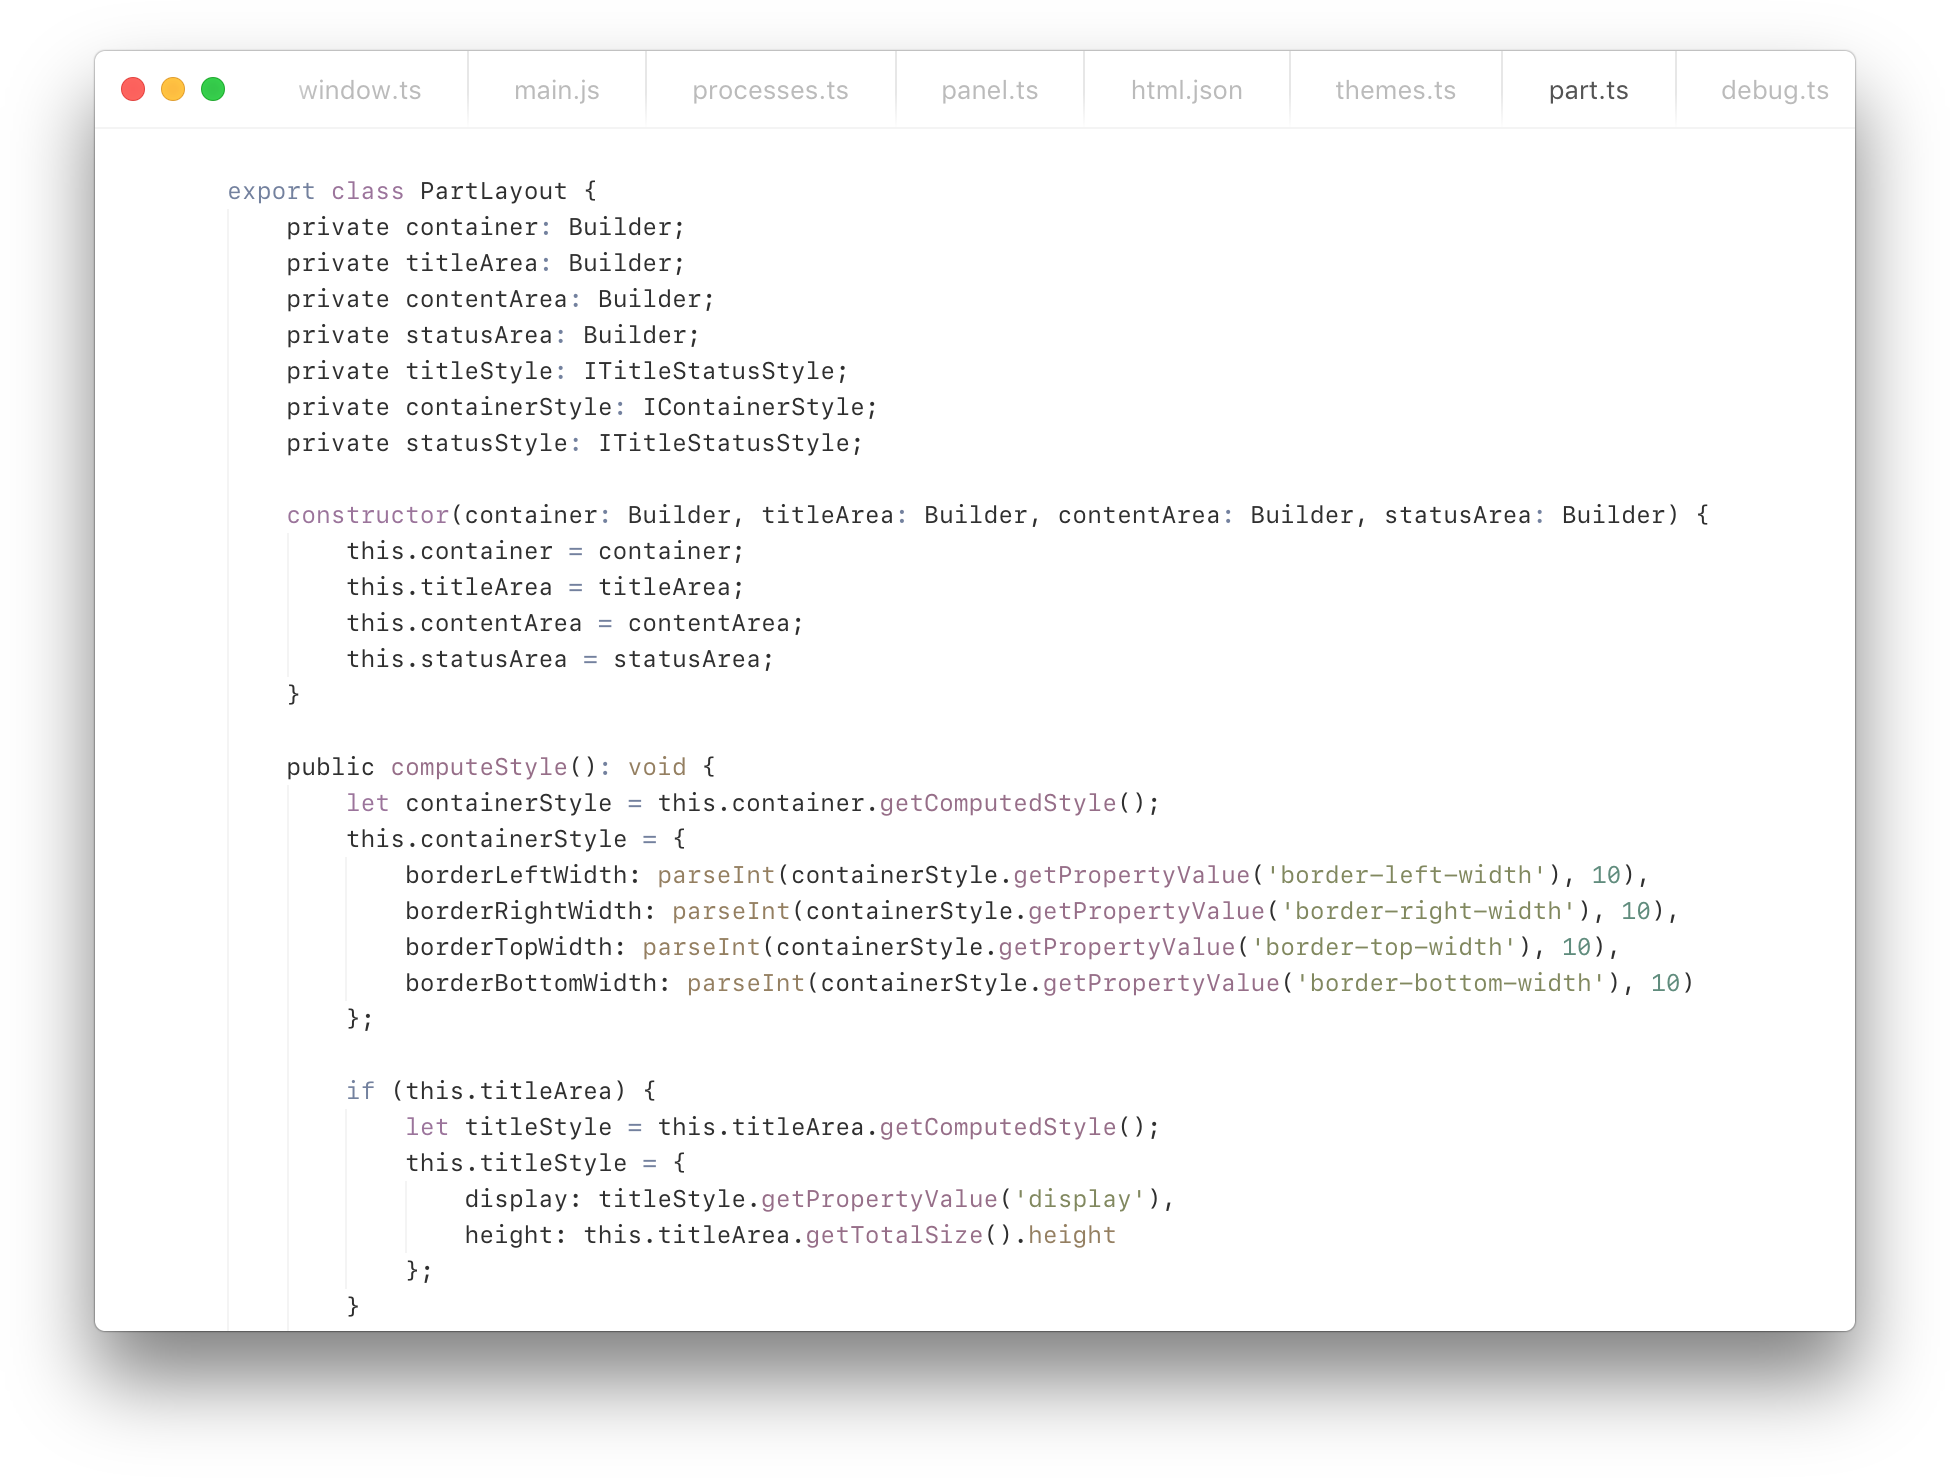 window.ts main.js processes.ts panel.ts html.json themes.ts part.ts debug.ts
export class PartLayout {
    private container: Builder;
    private titleArea: Builder;
    private contentArea: Builder;
    private statusArea: Builder;
    private titleStyle: ITitleStatusStyle;
    private containerStyle: IContainerStyle;
    private statusStyle: ITitleStatusStyle;

    constructor(container: Builder, titleArea: Builder, contentArea: Builder, statusArea: Builder) {
        this.container = container;
        this.titleArea = titleArea;
        this.contentArea = contentArea;
        this.statusArea = statusArea;
    }

    public computeStyle(): void {
        let containerStyle = this.container.getComputedStyle();
        this.containerStyle = {
            borderLeftWidth: parseInt(containerStyle.getPropertyValue('border-left-width'), 10),
            borderRightWidth: parseInt(containerStyle.getPropertyValue('border-right-width'), 10),
            borderTopWidth: parseInt(containerStyle.getPropertyValue('border-top-width'), 10),
            borderBottomWidth: parseInt(containerStyle.getPropertyValue('border-bottom-width'), 10)
        };

        if (this.titleArea) {
            let titleStyle = this.titleArea.getComputedStyle();
            this.titleStyle = {
                display: titleStyle.getPropertyValue('display'),
                height: this.titleArea.getTotalSize().height
            };
        }